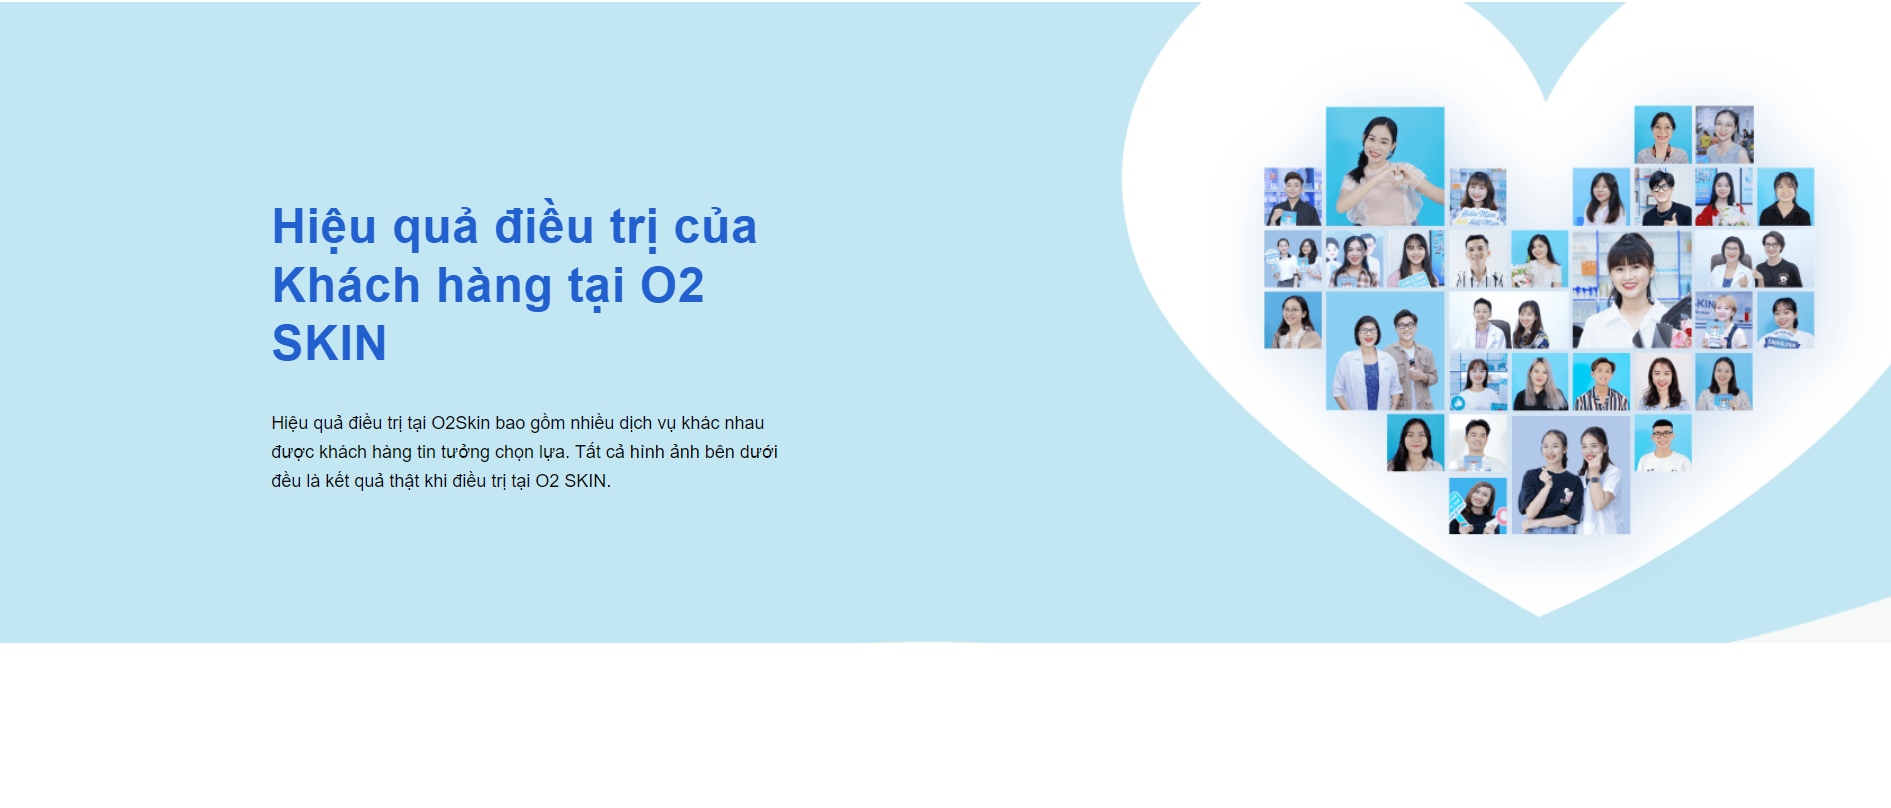 Hiệu quả điều trị của
Khách hàng tại O2
SKIN
Hiệu quả điều trị tại O2Skin bao gồm nhiều dịch vụ khác nhau
được khách hàng tin tưởng chọn lựa. Tất cả hình ảnh bên dưới
đều là kết quả thật khi điều trị tại O2 SKIN.